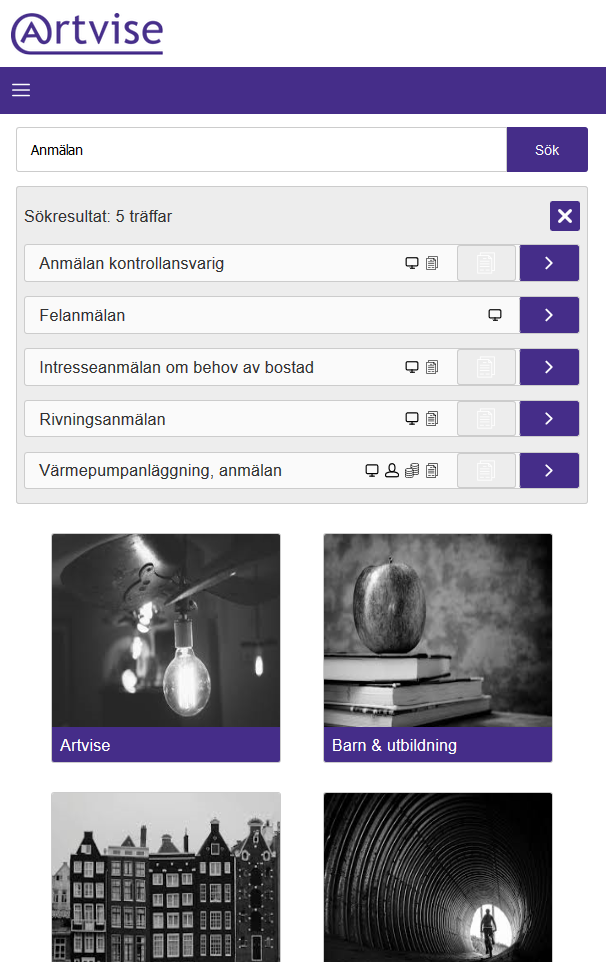 Artvise
Anmälan
Sök
Sökresultat: 5 träffar
Anmälan kontrollansvarig
Felanmälan
Intresseanmälan om behov av bostad
Rivningsanmälan
Värmepumpanläggning, anmälan
Artvise
Barn & utbildning